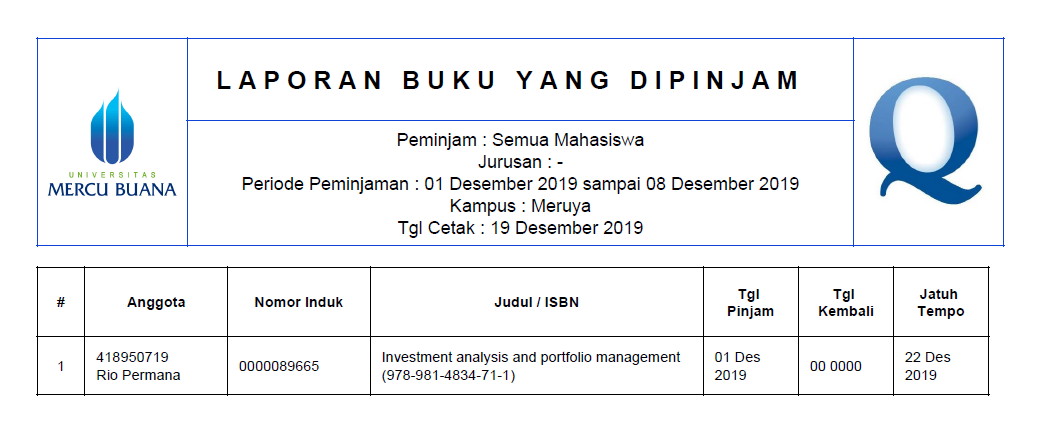 LAPORAN BUKU YANG DIPINJAM
UNIVERSITAS
MERCU BUANA
Peminjam : Semua Mahasiswa
Jurusan : -
Periode Peminjaman : 01 Desember 2019 sampai 08 Desember 2019
Kampus : Meruya
Tgl Cetak : 19 Desember 2019
Q
# Anggota Nomor Induk Judul / ISBN Tgl Pinjam Tgl Kembali Jatuh Tempo
1 418950719 Rio Permana 0000089665 Investment analysis and portfolio management (978-981-4834-71-1) 01 Des 2019 00 0000 22 Des 2019